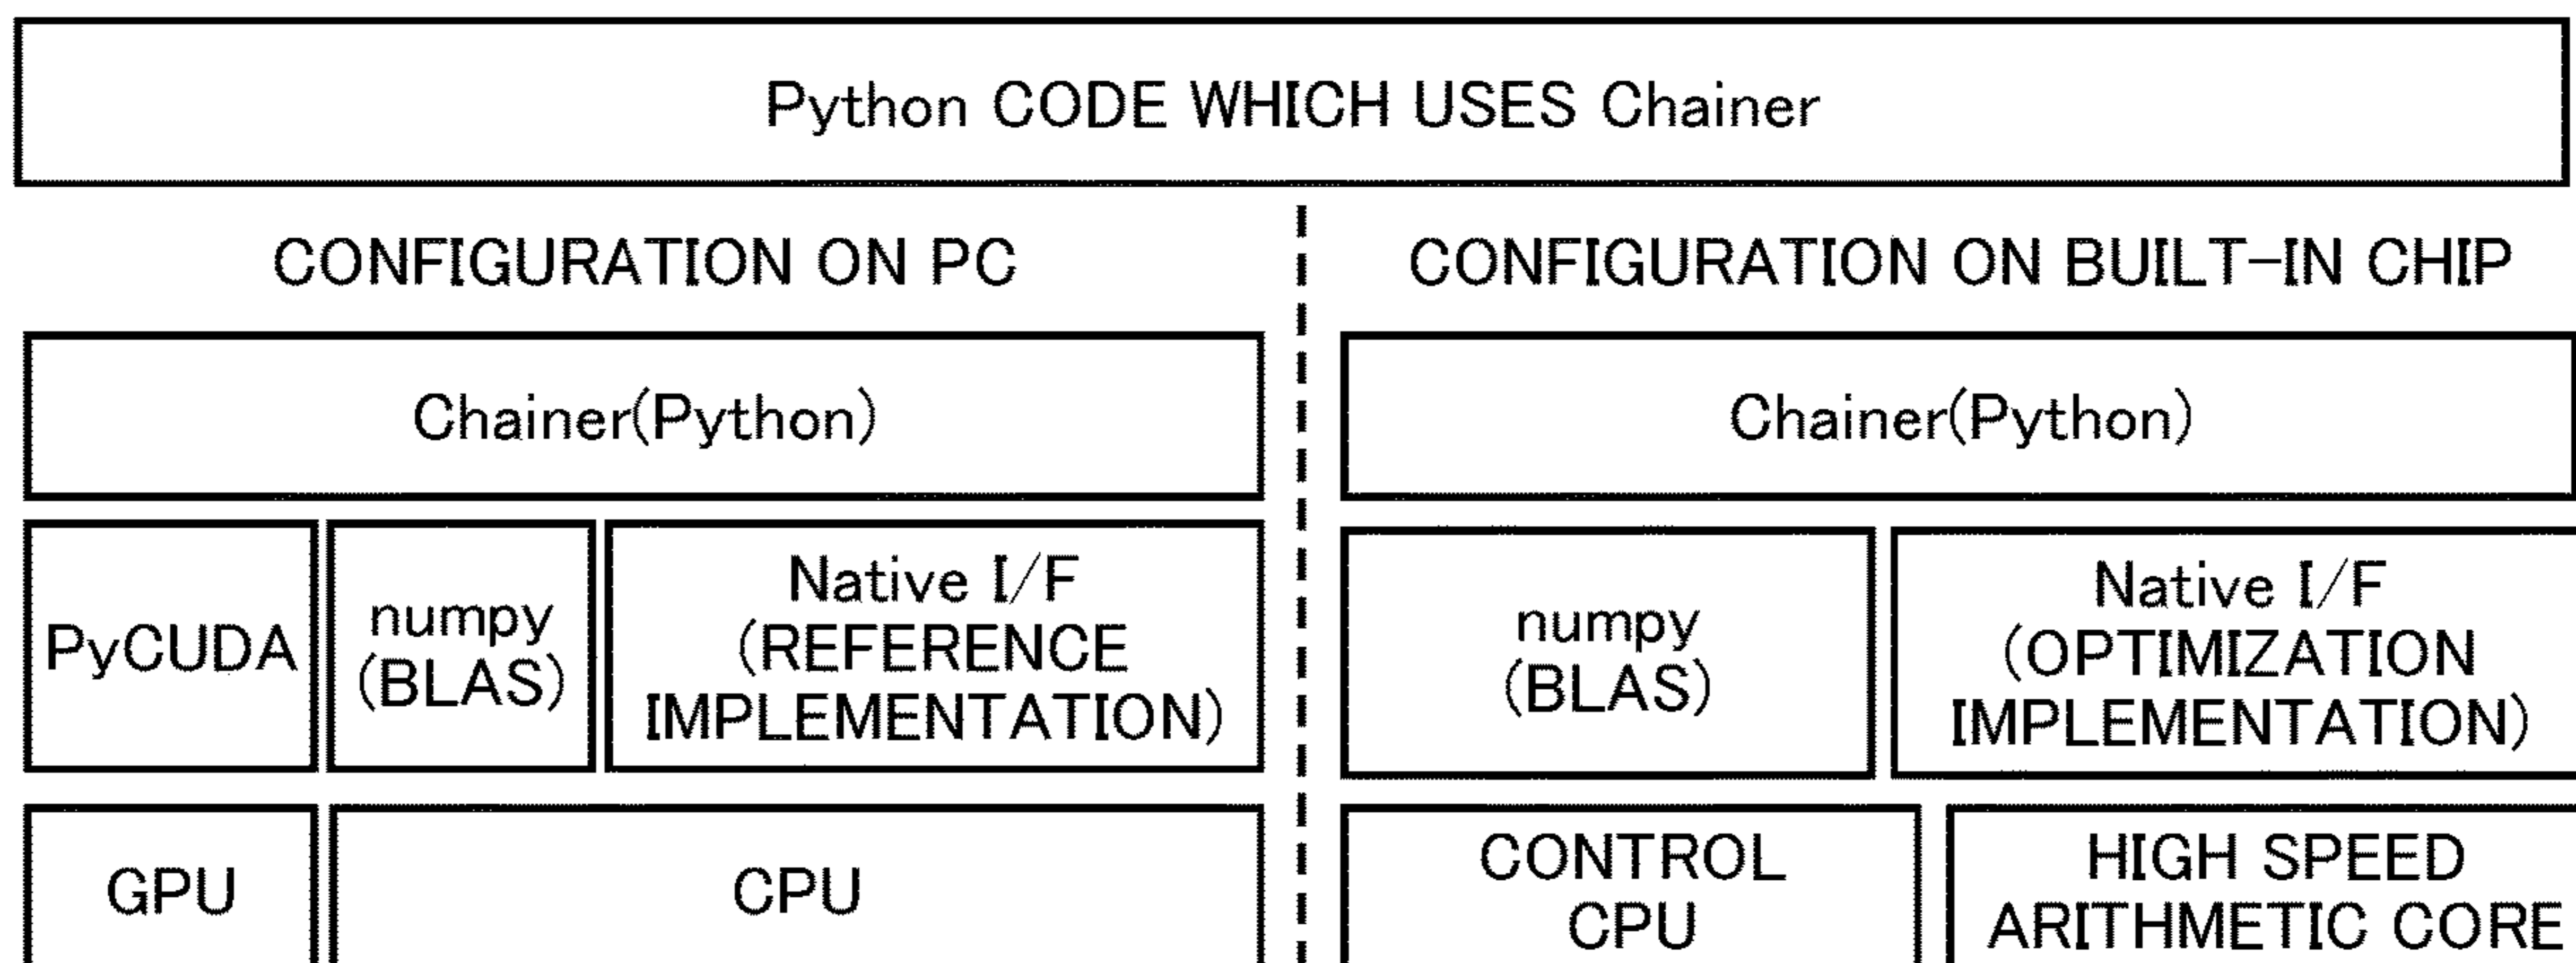 Python CODE WHICH USES Chainer
CONFIGURATION ON PC
CONFIGURATION ON BUILT-IN CHIP
Chainer(Python)
Chainer(Python)
PyCUDA
numpy
(BLAS)
Native I/F
(REFERENCE
IMPLEMENTATION)
numpy
(BLAS)
Native I/F
(OPTIMIZATION
IMPLEMENTATION)
GPU
CPU
CONTROL
CPU
HIGH SPEED
ARITHMETIC CORE